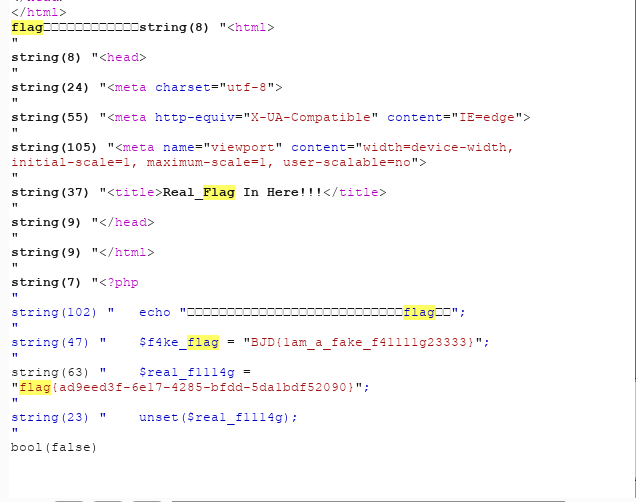 </html>
flag□□□□□□□□□□□□string(8) "<html>
"
string(8) "<head>
"
string(24) "<meta charset="utf-8">
"
string(55) "<meta http-equiv="X-UA-Compatible" content="IE=edge">
"
string(105) "<meta name="viewport" content="width=device-width,
initial-scale=1, maximum-scale=1, user-scalable=no">
"
string(37) "<title>Real_Flag In Here!!!</title>
"
string(9) "</head>
"
string(9) "</html>
"
string(7) "<?php
"
string(102) "    echo "□□□□□□□□□□□□□□□□□□□□□□□□□□□flag□□";
"
string(47) "    $f4ke_flag = "BJD{1am_a_fake_f41111g23333}";
"
string(63) "    $rea1_f1114g =
"flag{ad9eed3f-6e17-4285-bfdd-5da1bdf52090}";
"
string(23) "    unset($rea1_f1114g);
"
bool(false)